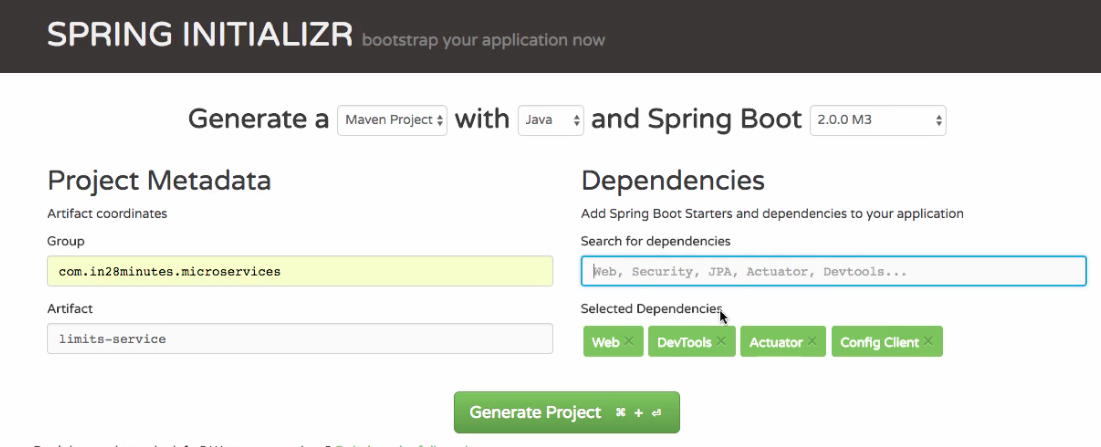 SPRING INITIALIZR bootstrap your application now
Generate a Maven Project with Java and Spring Boot 2.0.0 M3
Project Metadata
Artifact coordinates
Group
com.in28minutes.microservices
Artifact
limits-service
Dependencies
Add Spring Boot Starters and dependencies to your application
Search for dependencies
Web, Security, JPA, Actuator, Devtools...
Selected Dependencies
Web × DevTools × Actuator × Config Client ×
Generate Project ⌘ + ⏎